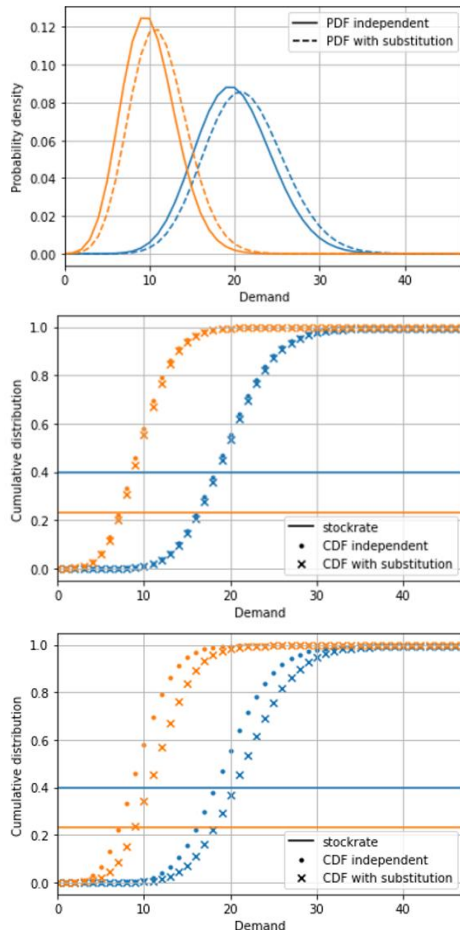 PDF independent
PDF with substitution
0.12
0.10
0.08
0.06
0.04
0.02
0.00
Probability density
0 10 20 30 40
Demand
1.0
0.8
0.6
0.4
0.2
0.0
Cumulative distribution
stockrate
CDF independent
CDF with substitution
0 10 20 30 40
Demand
1.0
0.8
0.6
0.4
0.2
0.0
Cumulative distribution
stockrate
CDF independent
CDF with substitution
0 10 20 30 40
Demand